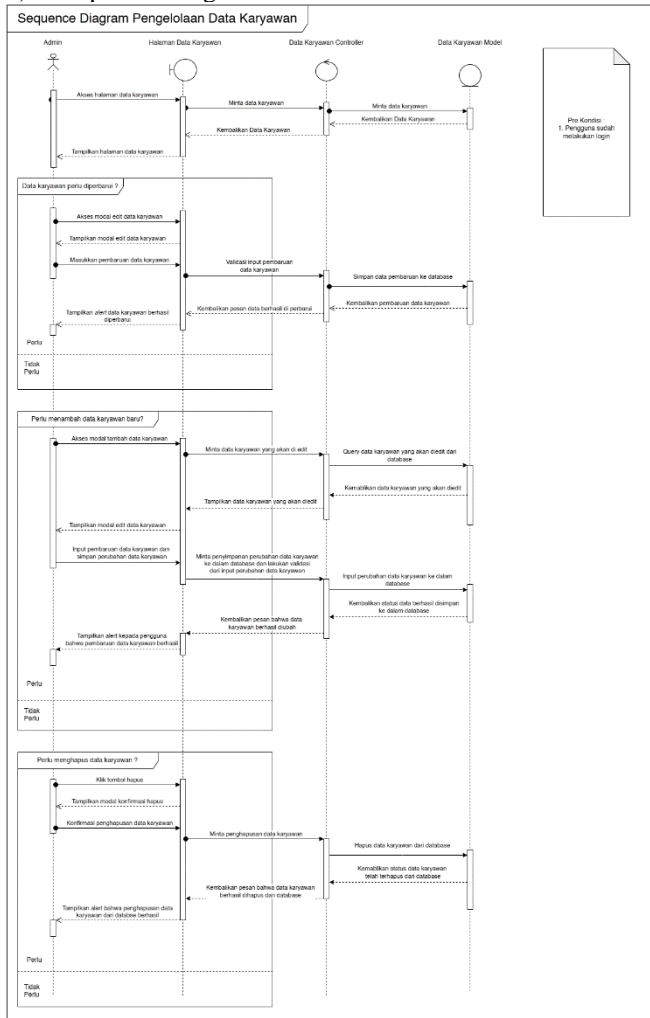 Sequence Diagram Pengelolaan Data Karyawan
Admin
Halaman Data Karyawan
Data Karyawan Controller
Data Karyawan Model
Pre Kondisi :
1. Pengguna sudah
melakukan login
Akses halaman data karyawan
Minta data karyawan
Minta data karyawan
Kembalikan Data Karyawan
Kembalikan Data Karyawan
Tampilkan halaman data karyawan
Data karyawan perlu diperbarui ?
Akses modal edit data karyawan
Tampilkan modal edit data karyawan
Masukkan pembaruan data karyawan
Validasi input pembaruan
data karyawan
Simpan data pembaruan ke database
Kembalikan pembaruan data karyawan
Kembalikan pesan data berhasil di perbarui
Tampilkan alert data karyawan berhasil
diperbarui
Perlu
Tidak
Perlu
Perlu menambah data karyawan baru?
Akses modal tambah data karyawan
Minta data karyawan yang akan di edit
Query data karyawan yang akan diedit dari
database
Kemablikan data karyawan yang akan diedit
Tampilkan data karyawan yang akan diedit
Tampilkan modal edit data karyawan
Input pembaruan data karyawan dan
simpan perubahan data karyawan
Minta penyimpanan perubahan data karyawan
ke dalam database dan lakukan validasi
dari input perubahan data karyawan
Input perubahan data karyawan ke dalam
database
Kembalikan status data berhasil disimpan
ke dalam database
Kembalikan pesan bahwa data
karyawan berhasil diubah
Tampilkan alert kepada pengguna
bahwa pembaruan data karyawan berhasil
Perlu
Tidak
Perlu
Perlu menghapus data karyawan ?
Klik tombol hapus
Tampilkan modal konfirmasi hapus
Konfirmasi penghapusan data karyawan
Minta penghapusan data karyawan
Hapus data karyawan dari database
Kemablikan status data karyawan
telah terhapus dari database
Kembalikan pesan bahwa data karyawan
berhasil dihapus dari database
Tampilkan alert bahwa penghapusan data
karyawan dari databse berhasil
Perlu
Tidak
Perlu